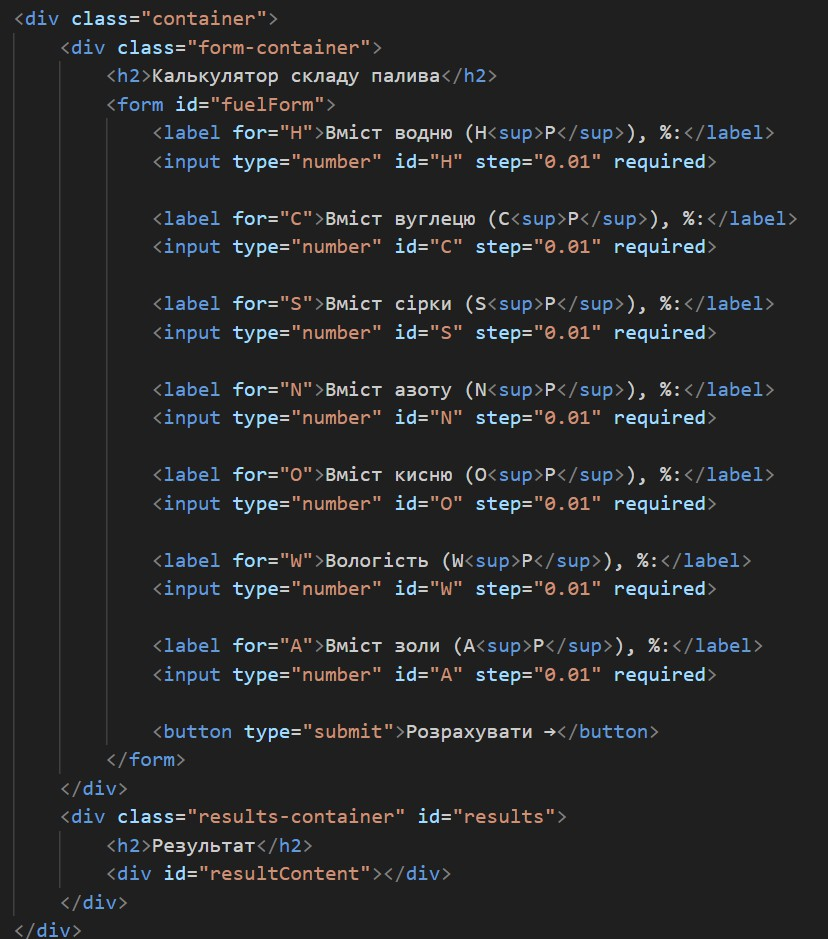 <div class="container">
<div class="form-container">
<h2>Калькулятор складу палива</h2>
<form id="fuelForm">
<label for="H">Вміст водню (H<sup>P</sup>), %:</label>
<input type="number" id="H" step="0.01" required>
<label for="C">Вміст вуглецю (C<sup>P</sup>), %:</label>
<input type="number" id="C" step="0.01" required>
<label for="S">Вміст сірки (S<sup>P</sup>), %:</label>
<input type="number" id="S" step="0.01" required>
<label for="N">Вміст азоту (N<sup>P</sup>), %:</label>
<input type="number" id="N" step="0.01" required>
<label for="O">Вміст кисню (O<sup>P</sup>), %:</label>
<input type="number" id="O" step="0.01" required>
<label for="W">Вологість (W<sup>P</sup>), %:</label>
<input type="number" id="W" step="0.01" required>
<label for="A">Вміст золи (A<sup>P</sup>), %:</label>
<input type="number" id="A" step="0.01" required>
<button type="submit">Розрахувати →</button>
</form>
</div>
<div class="results-container" id="results">
<h2>Результат</h2>
<div id="resultContent"></div>
</div>
</div>